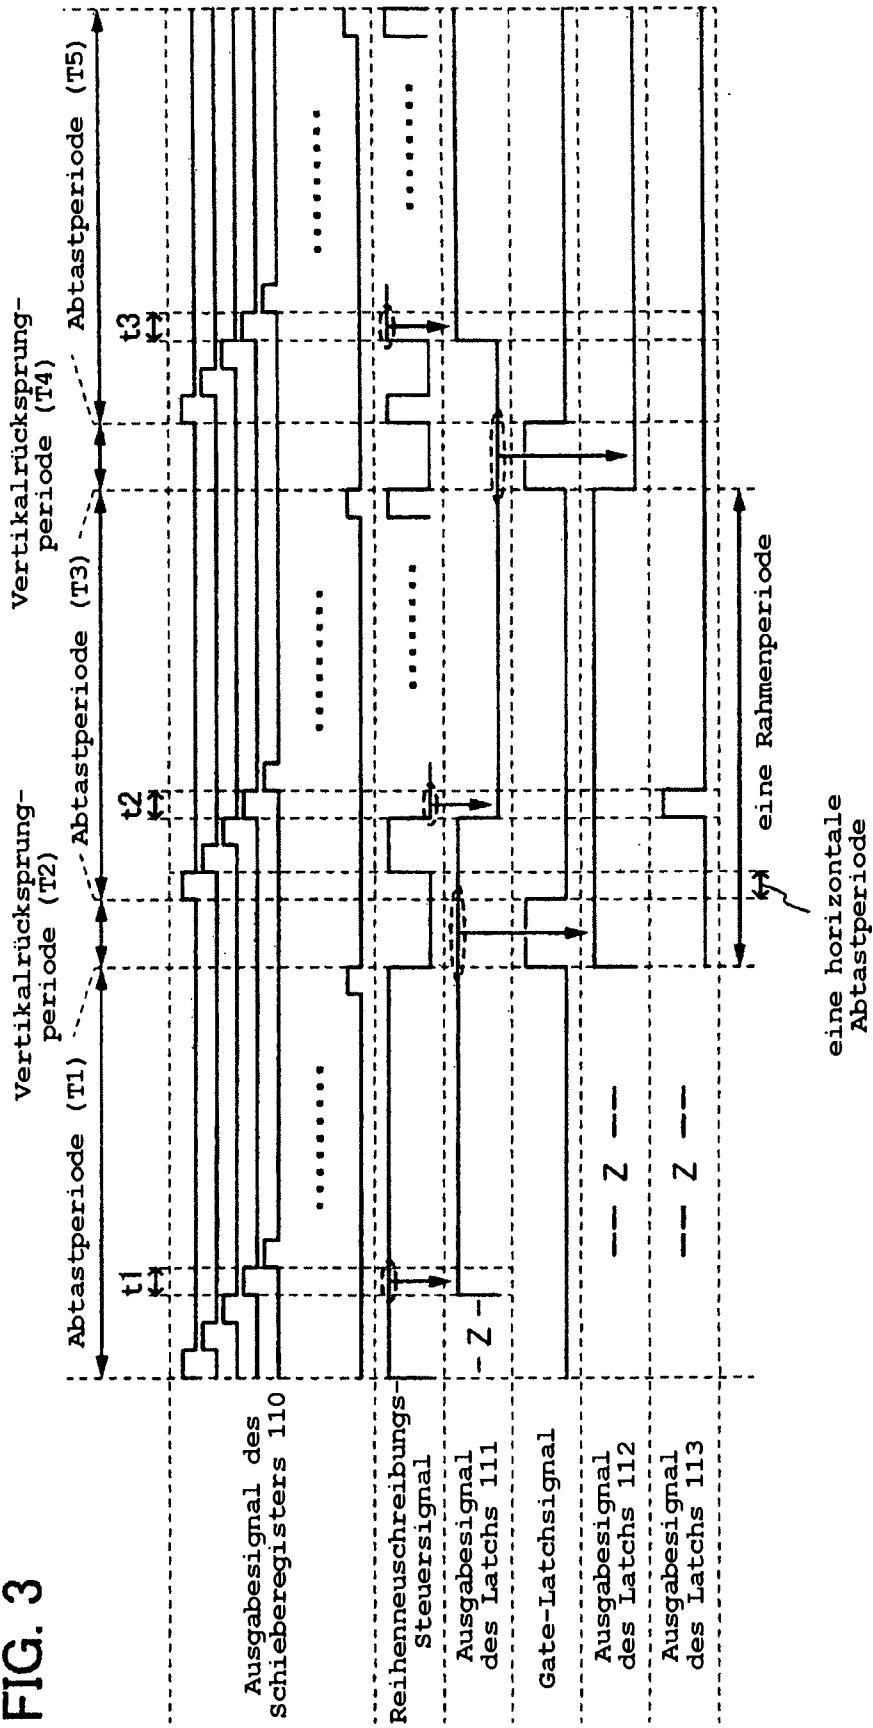 FIG. 3
Abtastperiode (T1)
Vertikalrücksprung-
periode (T2)
Abtastperiode (T3)
Vertikalrücksprung-
periode (T4)
Abtastperiode (T5)
t1
t2
t3
Ausgabesignal des
Schieberegisters 110
Reihenneuschreibungs-
Steuersignal
Ausgabesignal
des Latchs 111
- Z -
Gate-Latchsignal
Ausgabesignal
des Latchs 112
-- Z --
Ausgabesignal
des Latchs 113
-- Z --
eine Rahmenperiode
eine horizontale
Abtastperiode